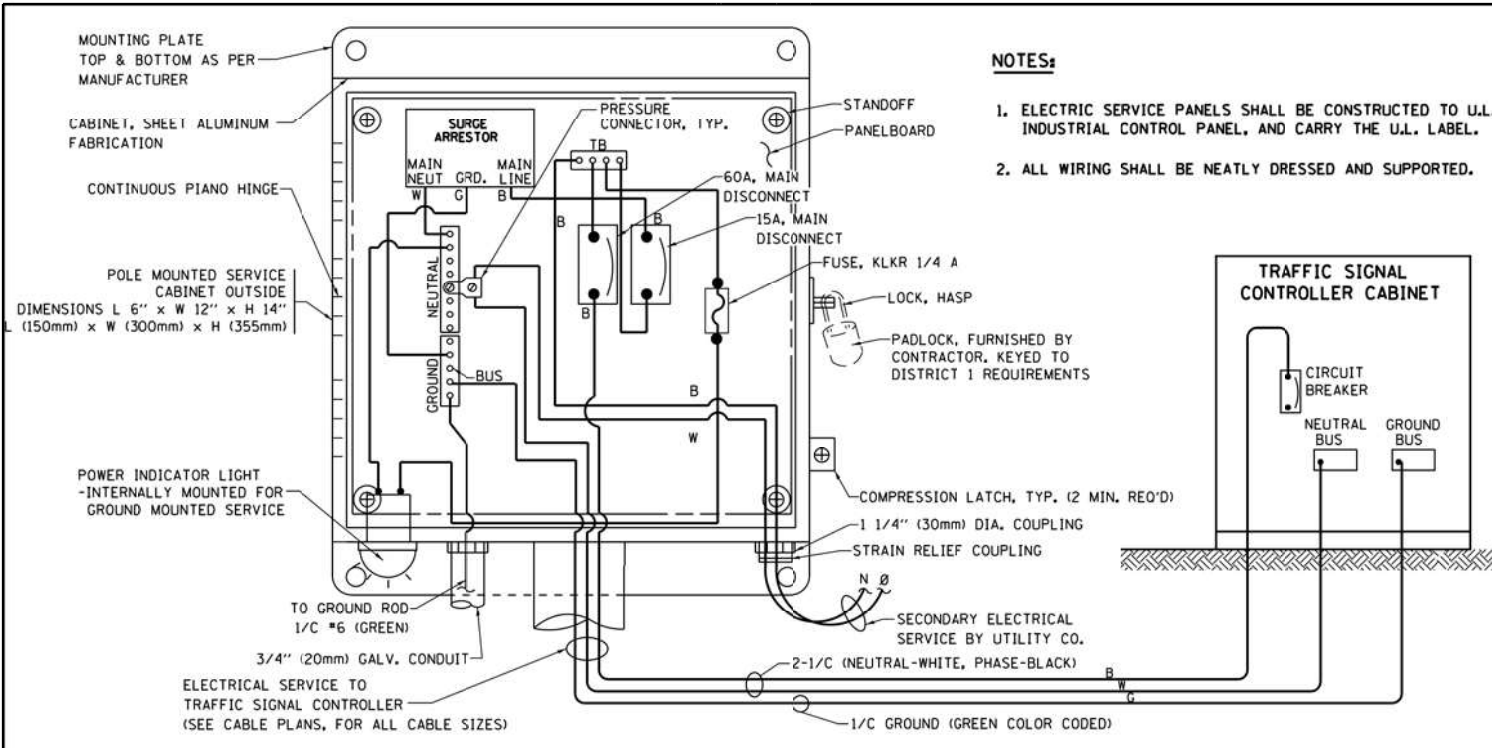 MOUNTING PLATE
TOP & BOTTOM AS PER
MANUFACTURER
CABINET, SHEET ALUMINUM
FABRICATION
CONTINUOUS PIANO HINGE
POLE MOUNTED SERVICE
CABINET OUTSIDE
DIMENSIONS L 6" x W 12" x H 14"
L (150mm) x W (300mm) x H (355mm)
POWER INDICATOR LIGHT
-INTERNALLY MOUNTED FOR
GROUND MOUNTED SERVICE
TO GROUND ROD
1/C #6 (GREEN)
3/4" (20mm) GALV. CONDUIT
ELECTRICAL SERVICE TO
TRAFFIC SIGNAL CONTROLLER
(SEE CABLE PLANS, FOR ALL CABLE SIZES)
SURGE
ARRESTOR
MAIN
NEUT
GRD.
MAIN
LINE
W
G
B
PRESSURE
CONNECTOR, TYP.
TB
NEUTRAL
GROUND
BUS
B
B
B
B
W
STANDOFF
PANELBOARD
60A, MAIN
DISCONNECT
15A, MAIN
DISCONNECT
FUSE, KLKR 1/4 A
LOCK, HASP
PADLOCK, FURNISHED BY
CONTRACTOR. KEYED TO
DISTRICT 1 REQUIREMENTS
COMPRESSION LATCH, TYP. (2 MIN. REQ'D)
1 1/4" (30mm) DIA. COUPLING
STRAIN RELIEF COUPLING
N Ø
SECONDARY ELECTRICAL
SERVICE BY UTILITY CO.
2-1/C (NEUTRAL-WHITE, PHASE-BLACK)
B
W
G
1/C GROUND (GREEN COLOR CODED)
NOTES:
1. ELECTRIC SERVICE PANELS SHALL BE CONSTRUCTED TO U.L.
INDUSTRIAL CONTROL PANEL, AND CARRY THE U.L. LABEL.
2. ALL WIRING SHALL BE NEATLY DRESSED AND SUPPORTED.
TRAFFIC SIGNAL
CONTROLLER CABINET
CIRCUIT
BREAKER
NEUTRAL
BUS
GROUND
BUS